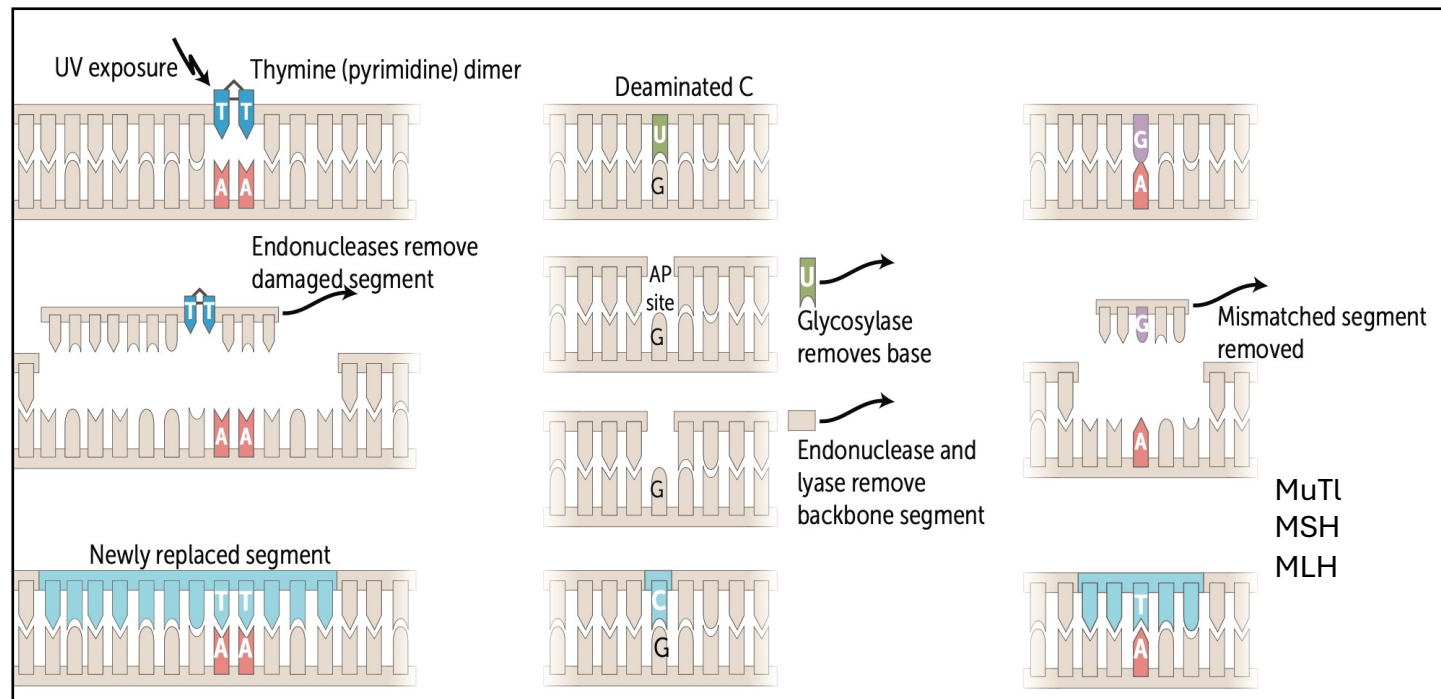 UV exposure
Thymine (pyrimidine) dimer
T T
A A
Endonucleases remove
damaged segment
T T
A A
Newly replaced segment
T T
A A
Deaminated C
U
G
AP
site
G
U
Glycosylase
removes base
G
Endonuclease and
lyase remove
backbone segment
C
G
G
A
G
Mismatched segment
removed
A
MuTl
MSH
MLH
T
A